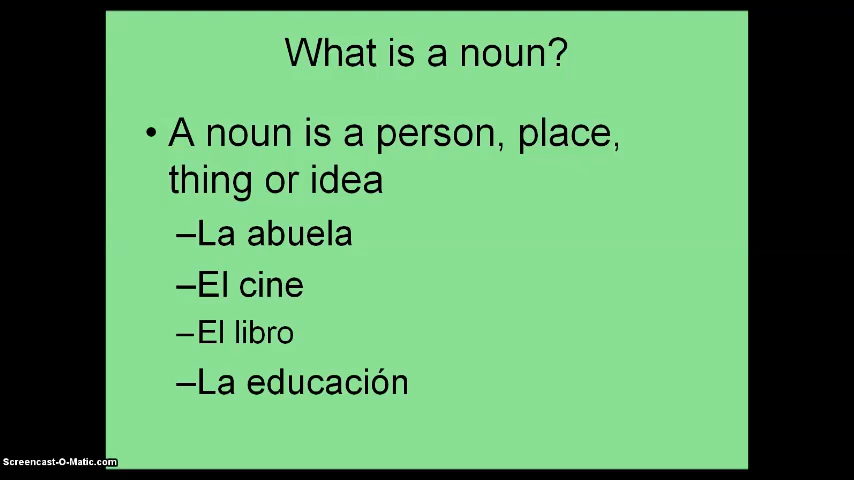 What is a noun?
• A noun is a person, place,
thing or idea
–La abuela
–El cine
–El libro
–La educación
Screencast-O-Matic.com